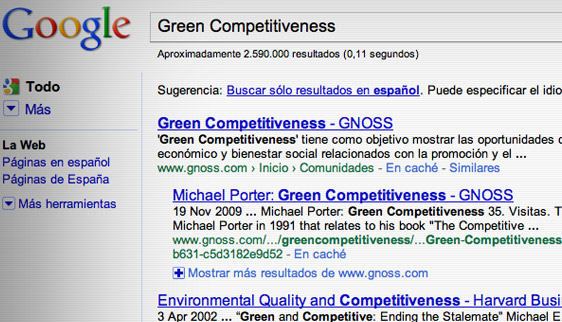 Google
Green Competitiveness
Aproximadamente 2.590.000 resultados (0,11 segundos)
Todo
Más
Sugerencia: Buscar sólo resultados en español. Puede especificar el idio
La Web
Páginas en español
Páginas de España
Más herramientas
Green Competitiveness - GNOSS
'Green Competitiveness' tiene como objetivo mostrar las oportunidades
económico y bienestar social relacionados con la promoción y el ...
www.gnoss.com › Inicio › Comunidades - En caché - Similares
Michael Porter: Green Competitiveness - GNOSS
19 Nov 2009 ... Michael Porter: Green Competitiveness 35. Visitas. T
Michael Porter in 1991 that relates to his book "The Competitive ...
www.gnoss.com/.../greencompetitiveness/...Green-Competitiveness
b631-c5d3182e9d52 - En caché
Mostrar más resultados de www.gnoss.com
Environmental Quality and Competitiveness - Harvard Busi
3 Apr 2002 ... "Green and Competitive: Ending the Stalemate" Michael E